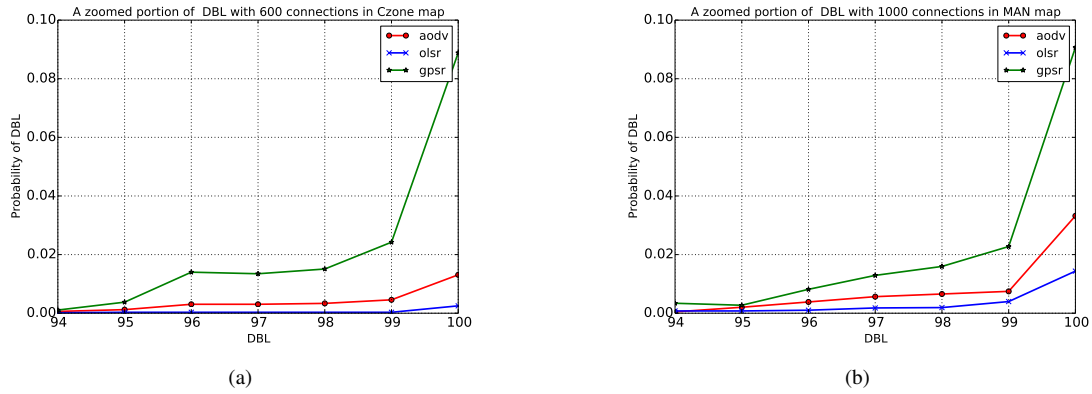 A zoomed portion of DBL with 600 connections in Czone map
0.10
0.08
0.06
0.04
0.02
0.00
Probability of DBL
aodv
olsr
gpsr
94 95 96 97 98 99 100
DBL
(a)
A zoomed portion of DBL with 1000 connections in MAN map
0.10
0.08
0.06
0.04
0.02
0.00
Probability of DBL
aodv
olsr
gpsr
94 95 96 97 98 99 100
DBL
(b)